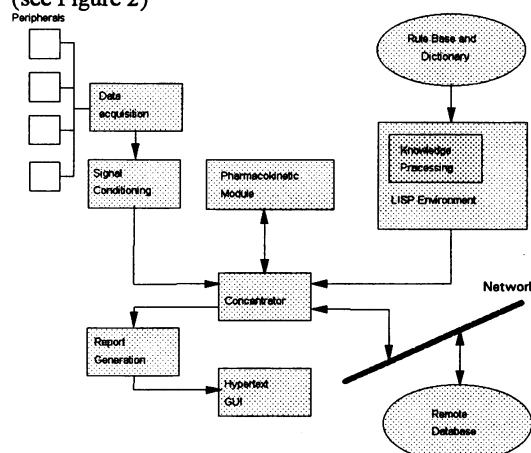 (see Figure 2)
Peripherals
Data
acquisition
Signal
Conditioning
Pharmacokinetic
Module
Rule Base and
Dictionary
Knowledge
Processing
LISP Environment
Concentrator
Network
Report
Generation
Hypertext
GUI
Remote
Database